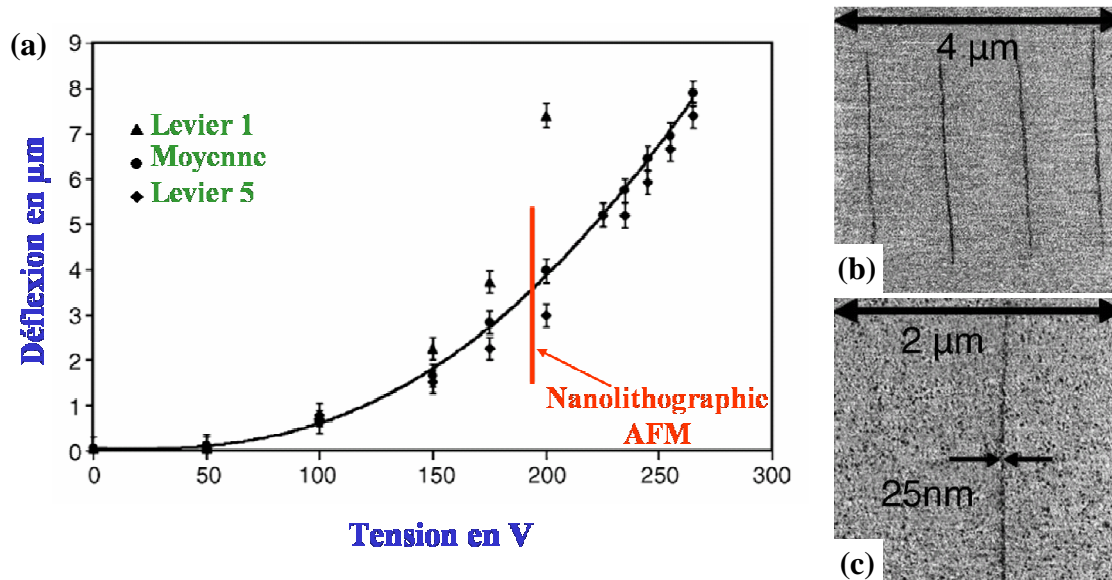 (a)
9
8
7
6
5
4
3
2
1
0
Déflexion en µm
Levier 1
Moyennc
Levier 5
Nanolithographic
AFM
0 50 100 150 200 250 300
Tension en V
4 µm
(b)
2 µm
25nm
(c)